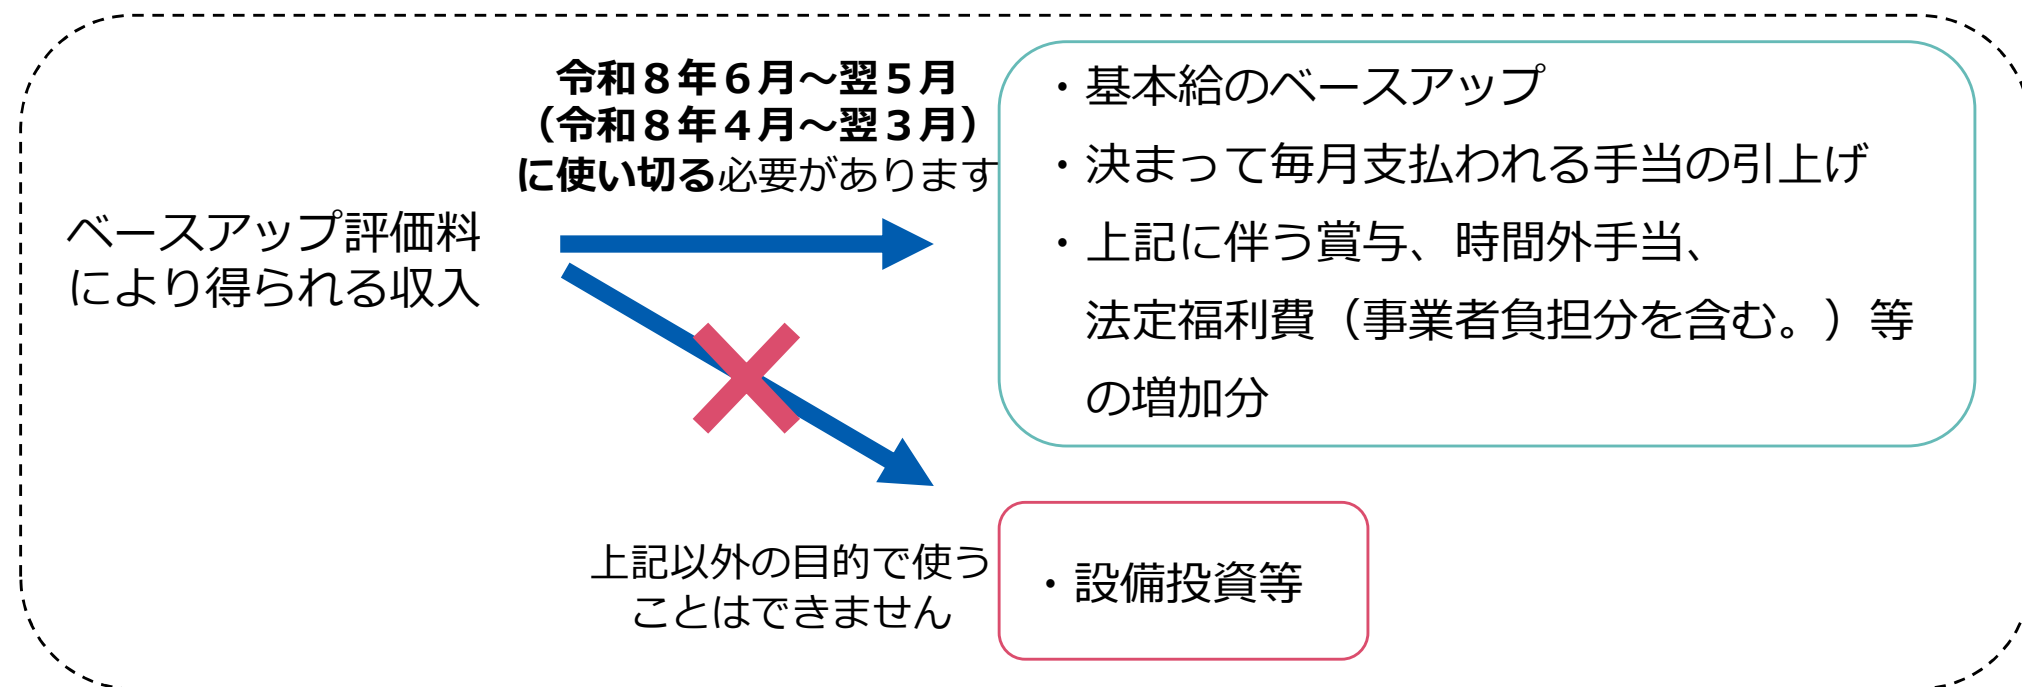 ベースアップ評価料
により得られる収入
令和８年６月～翌５月
（令和８年４月～翌３月）
に使い切る必要があります
・基本給のベースアップ
・決まって毎月支払われる手当の引上げ
・上記に伴う賞与、時間外手当、
法定福利費（事業者負担分を含む。）等
の増加分
上記以外の目的で使う
ことはできません
・設備投資等